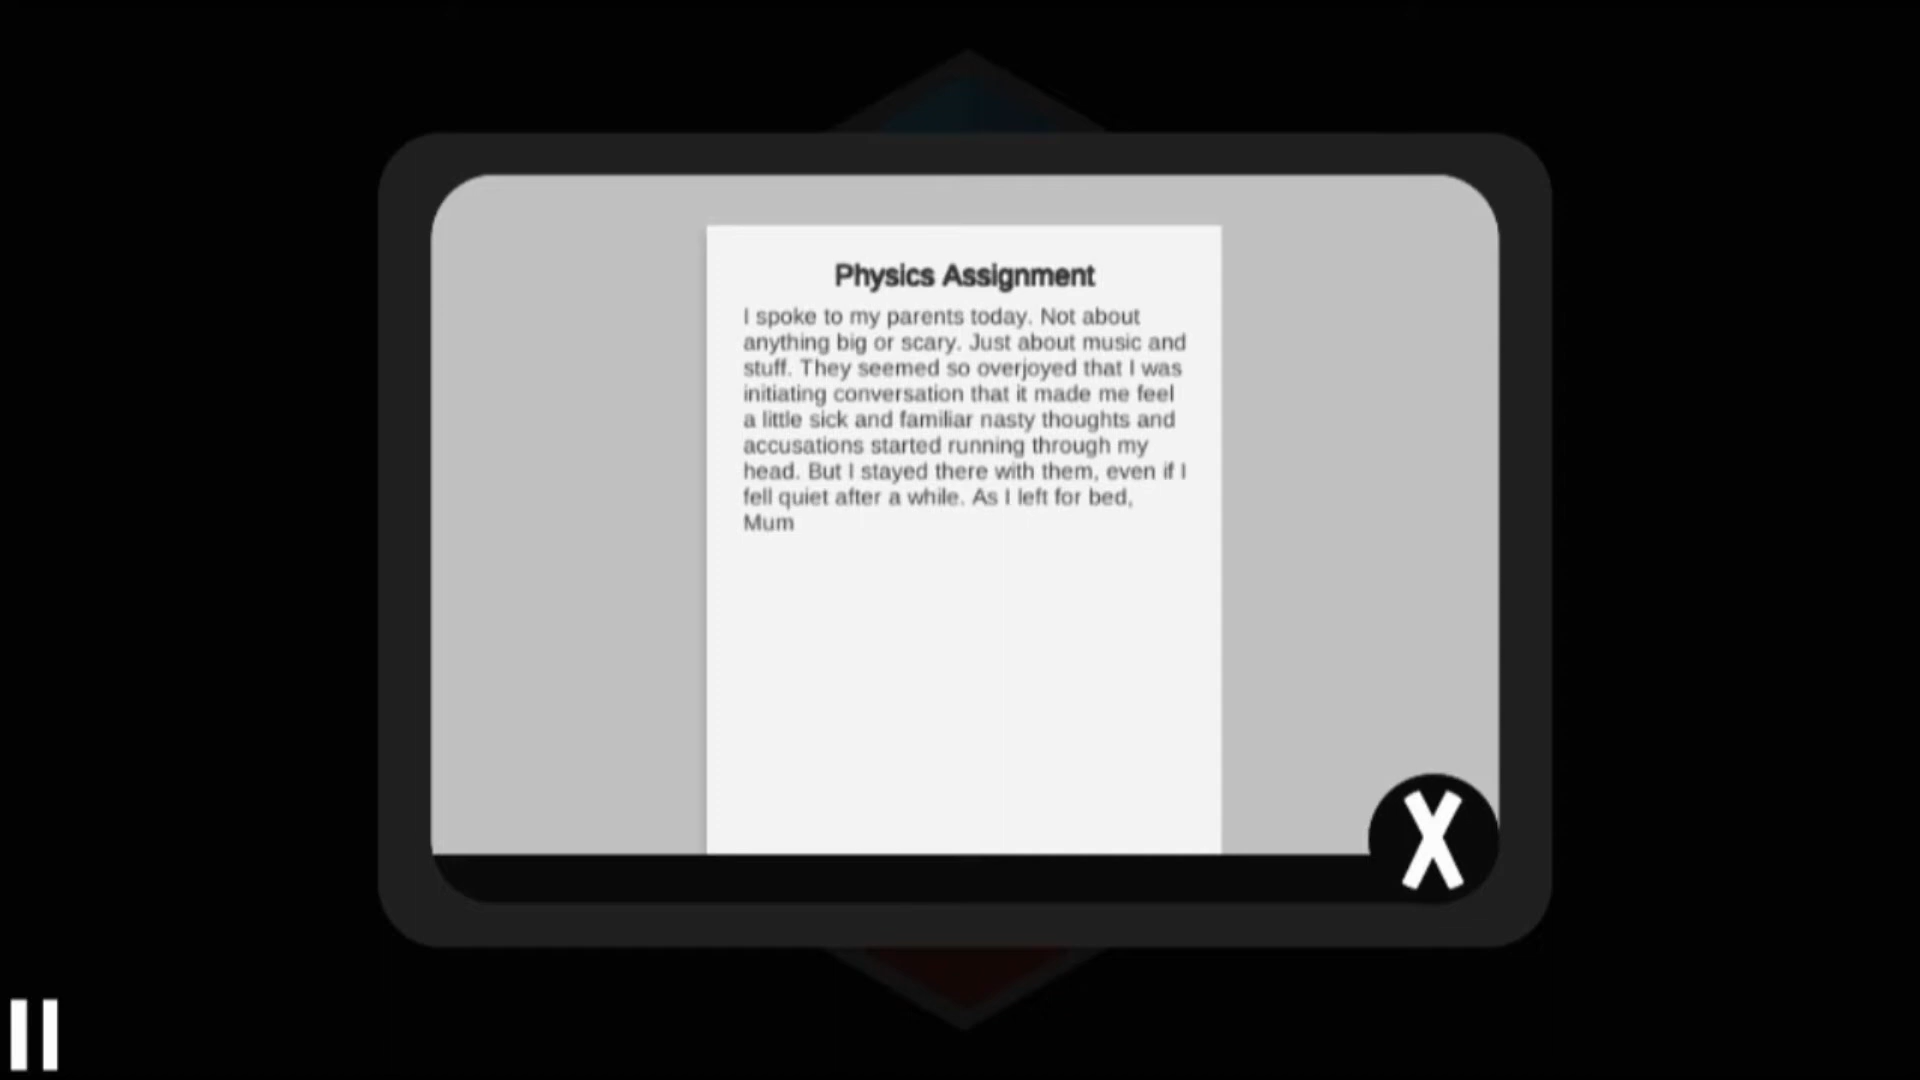 Physics Assignment
I spoke to my parents today. Not about
anything big or scary. Just about music and
stuff. They seemed so overjoyed that I was
initiating conversation that it made me feel
a little sick and familiar nasty thoughts and
accusations started running through my
head. But I stayed there with them, even if I
fell quiet after a while. As I left for bed,
Mum
X